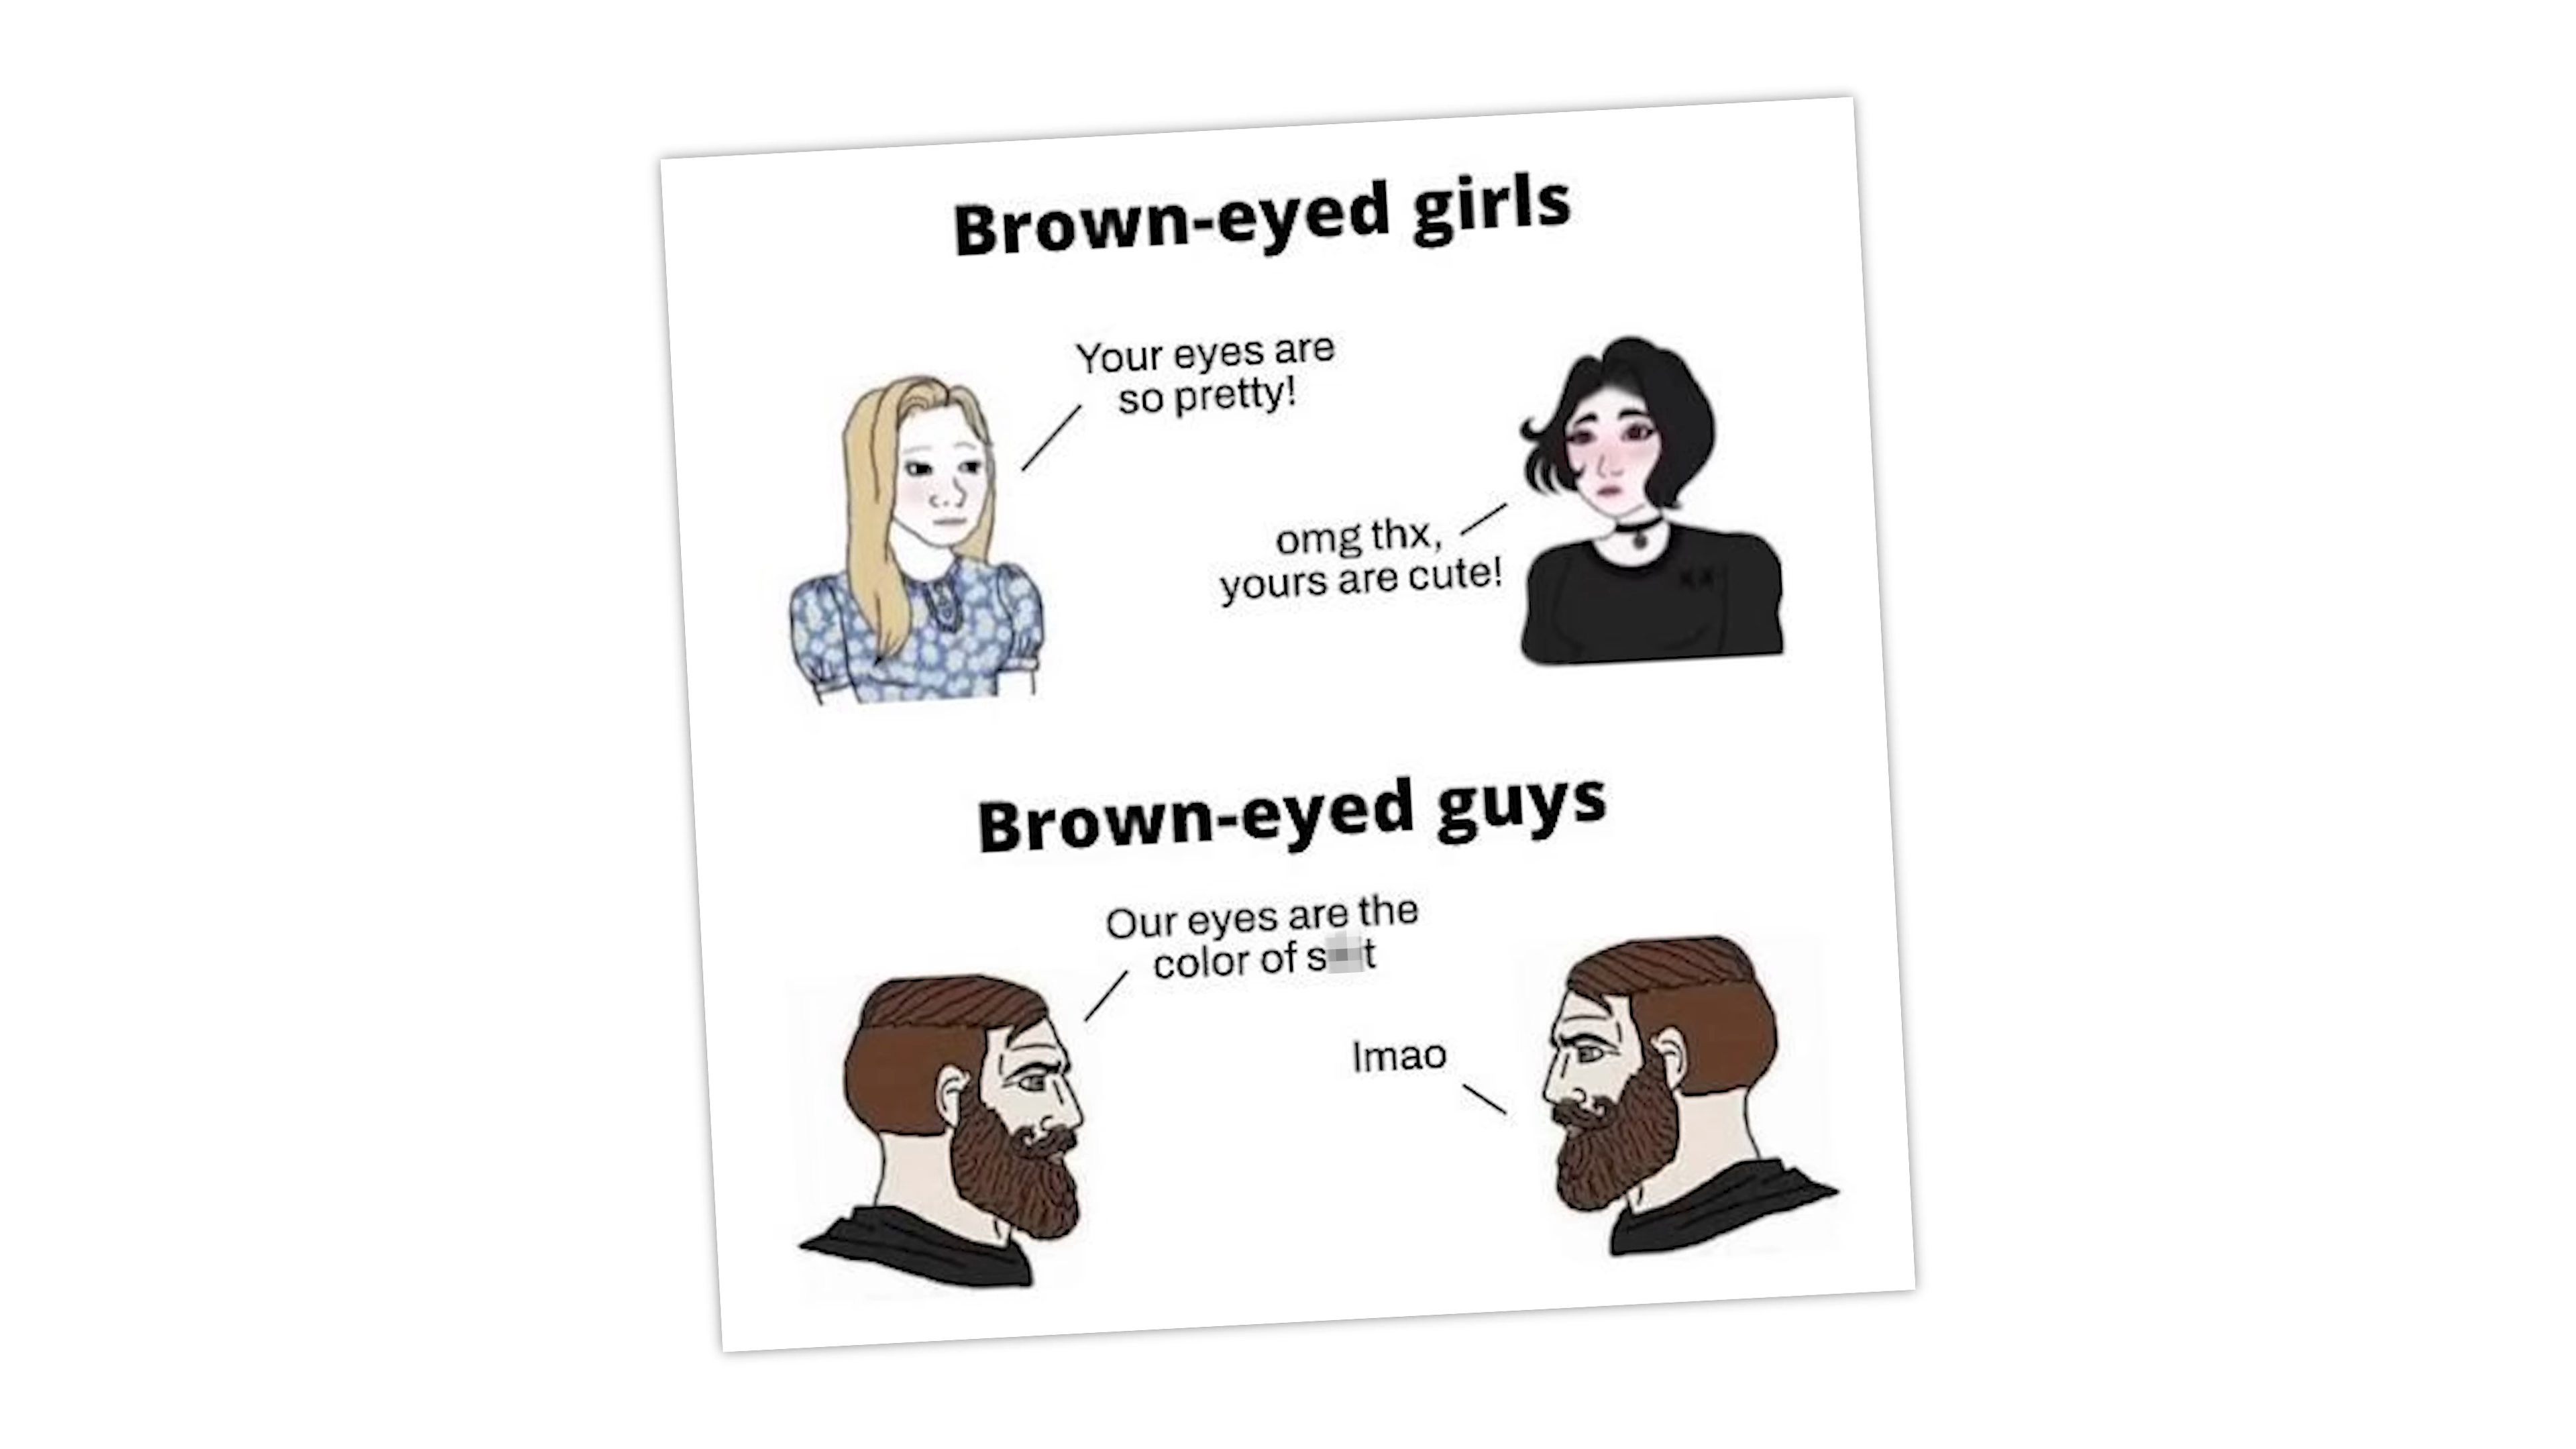 Brown-eyed girls
Your eyes are
so pretty!
omg thx,
yours are cute!
Brown-eyed guys
Our eyes are the
color of
lmao